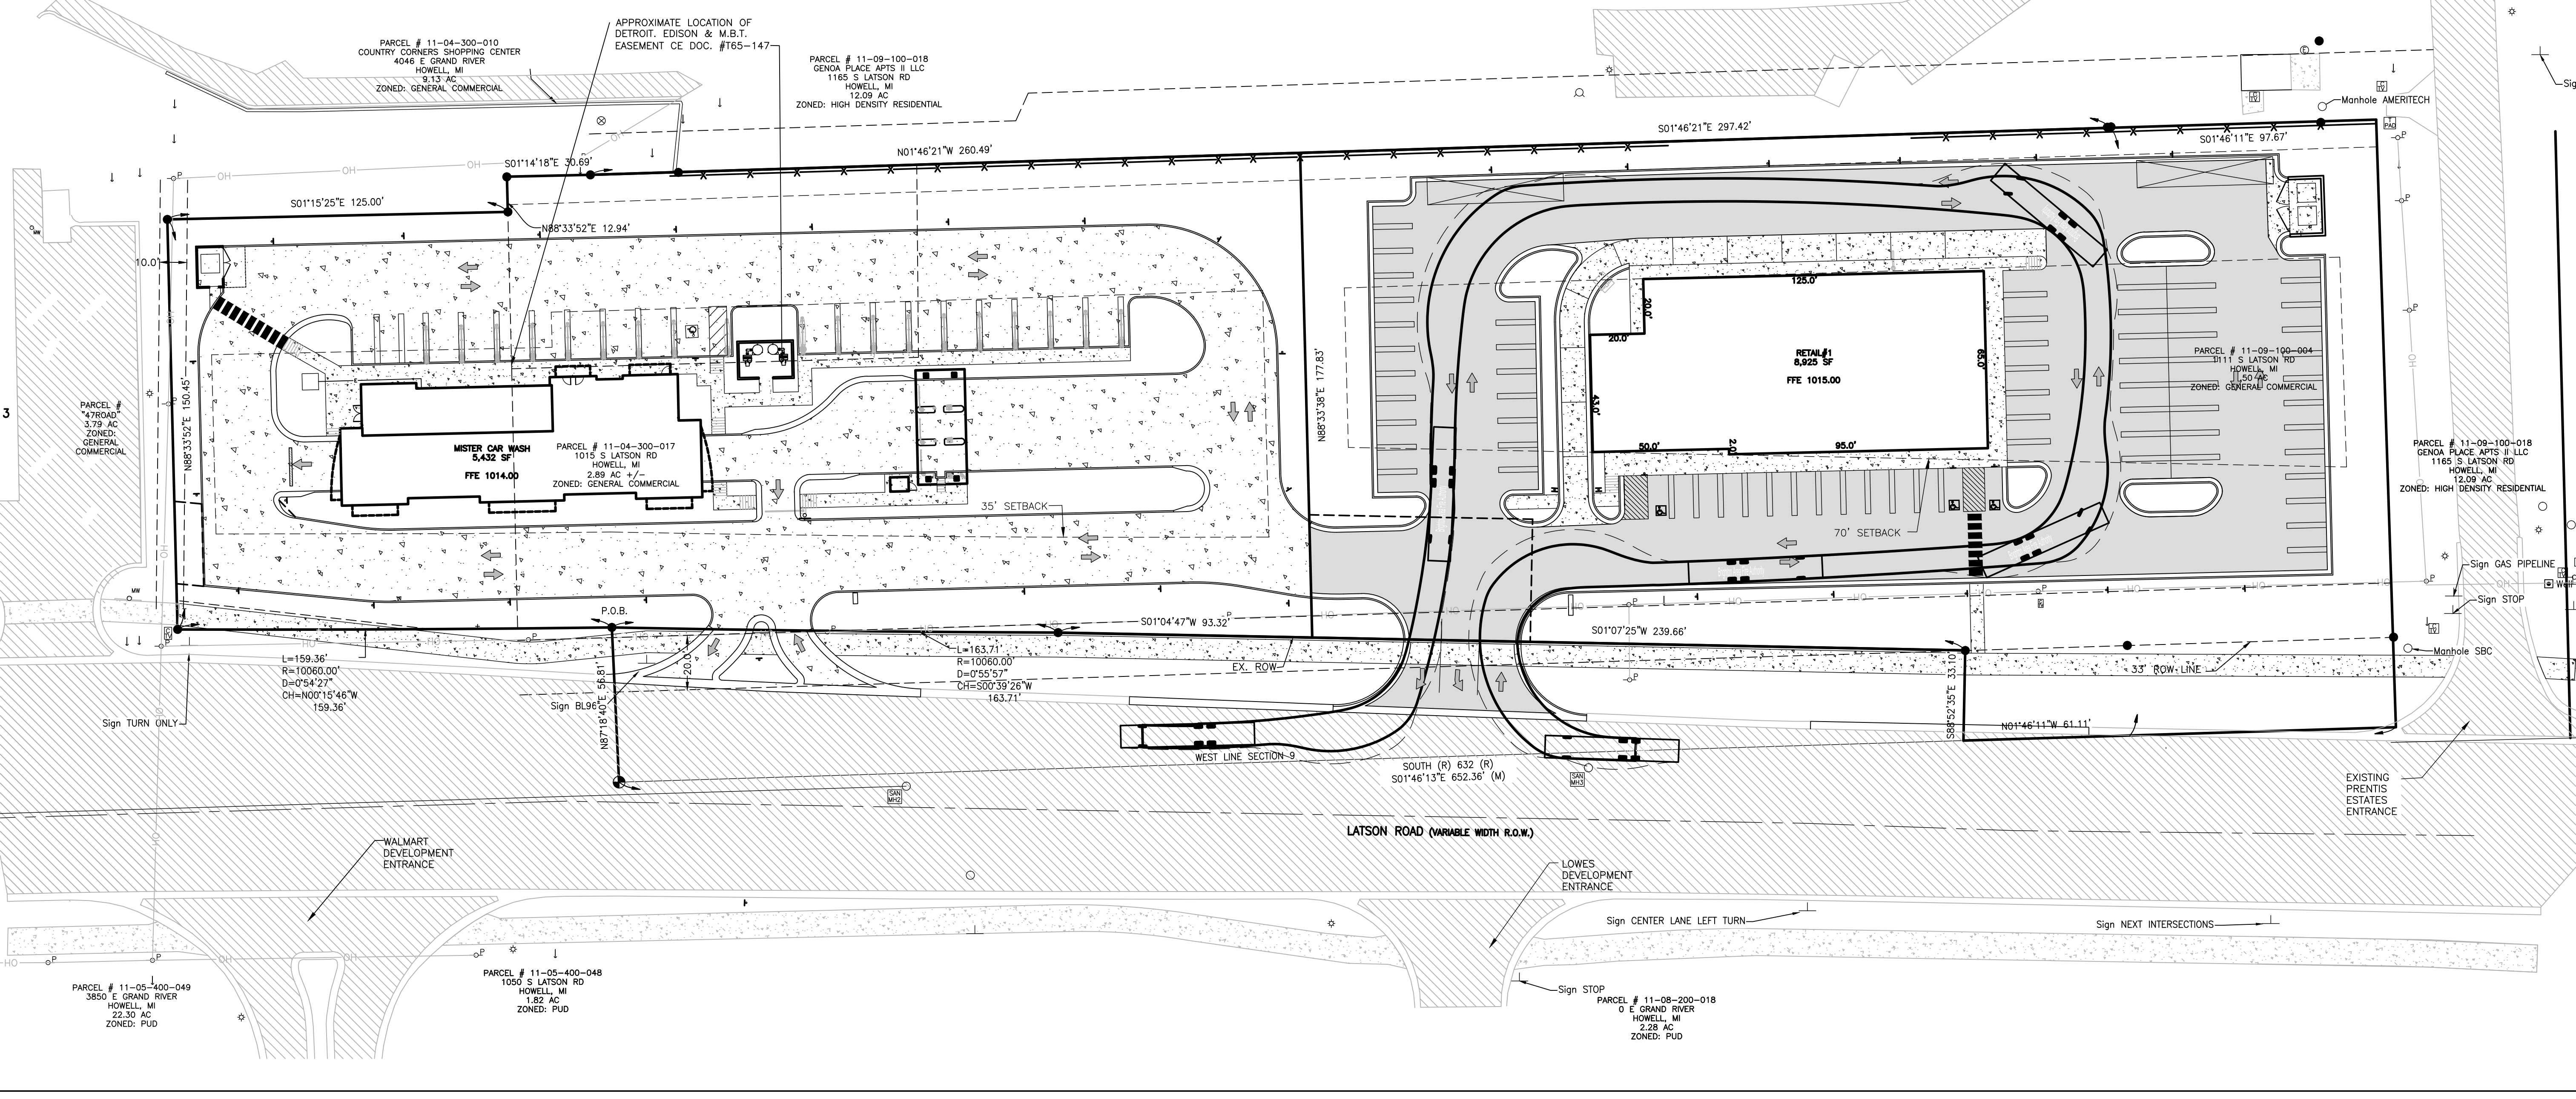 APPROXIMATE LOCATION OF
DETROIT. EDISON & M.B.T.
EASEMENT CE DOC. #T65-147
PARCEL # 11-04-300-010
COUNTRY CORNERS SHOPPING CENTER
4046 E GRAND RIVER
HOWELL, MI
9.13 AC
ZONED: GENERAL COMMERCIAL
PARCEL # 11-09-100-018
GENOA PLACE APTS II LLC
1165 S LATSON RD
HOWELL, MI
12.09 AC
ZONED: HIGH DENSITY RESIDENTIAL
Manhole AMERITECH
S01°46'21"E 297.42'
S01°46'11"E 97.67'
N01°46'21"W 260.49'
S01°14'18"E 30.69'
S01°15'25"E 125.00'
N88°33'52"E 12.94'
10.0'
N88°33'52"E 150.45'
N88°33'38"E 177.83'
3
PARCEL #
"47ROAD"
3.79 AC
ZONED:
GENERAL
COMMERCIAL
MISTER CAR WASH
5,432 SF
FFE 1014.00
PARCEL # 11-04-300-017
1015 S LATSON RD
HOWELL, MI
2.89 AC +/-
ZONED: GENERAL COMMERCIAL
35' SETBACK
125.0'
20.0'
20.0'
43.0'
65.0'
50.0'
2.0'
95.0'
RETAIL#1
8,925 SF
FFE 1015.00
70' SETBACK
PARCEL # 11-09-100-004
1111 S LATSON RD
HOWELL, MI
ZONED: GENERAL COMMERCIAL
PARCEL # 11-09-100-018
GENOA PLACE APTS II LLC
1165 S LATSON RD
HOWELL, MI
12.09 AC
ZONED: HIGH DENSITY RESIDENTIAL
Sign GAS PIPELINE
Sign STOP
Manhole SBC
P.O.B.
S01°04'47"W 93.32'
S01°07'25"W 239.66'
L=159.36'
R=10060.00'
D=0°54'27"
CH=N00°15'46"W
159.36'
Sign TURN ONLY
Sign BL96
N87°18'40"E 56.81'
20.0'
L=163.71'
R=10060.00'
D=0°55'57"
CH=S00°39'26"W
163.71'
EX. ROW
33' ROW LINE
S88°52'35"E 33.10'
N01°46'11"W 61.11'
WEST LINE SECTION 9
SOUTH (R) 632 (R)
S01°46'13"E 652.36' (M)
SAN
MH2
SAN
MH3
EXISTING
PRENTIS
ESTATES
ENTRANCE
LATSON ROAD (VARIABLE WIDTH R.O.W.)
WALMART
DEVELOPMENT
ENTRANCE
LOWES
DEVELOPMENT
ENTRANCE
Sign CENTER LANE LEFT TURN
Sign NEXT INTERSECTIONS
Sign STOP
PARCEL # 11-05-400-049
3850 E GRAND RIVER
HOWELL, MI
22.30 AC
ZONED: PUD
PARCEL # 11-05-400-048
1050 S LATSON RD
HOWELL, MI
1.82 AC
ZONED: PUD
PARCEL # 11-08-200-018
0 E GRAND RIVER
HOWELL, MI
2.28 AC
ZONED: PUD